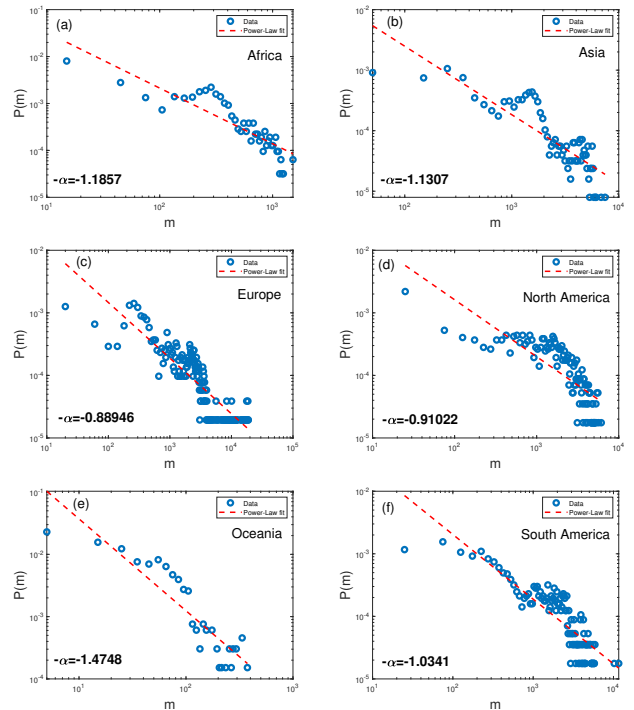 (a)
Data
Power-Law fit
Africa
10^-1
10^-2
10^-3
10^-4
10^-5
P(m)
-α=-1.1857
10^1 10^2 10^3
m
(b)
Data
Power-Law fit
Asia
10^-2
10^-3
10^-4
10^-5
P(m)
-α=-1.1307
10^2 10^3 10^4
m
(c)
Data
Power-Law fit
Europe
10^-2
10^-3
10^-4
10^-5
P(m)
-α=-0.88946
10^1 10^2 10^3 10^4 10^5
m
(d)
Data
Power-Law fit
North America
10^-2
10^-3
10^-4
10^-5
P(m)
-α=-0.91022
10^1 10^2 10^3 10^4
m
(e)
Data
Power-Law fit
Oceania
10^-1
10^-2
10^-3
10^-4
P(m)
-α=-1.4748
10^1 10^2 10^3
m
(f)
Data
Power-Law fit
South America
10^-2
10^-3
10^-4
10^-5
P(m)
-α=-1.0341
10^1 10^2 10^3 10^4
m